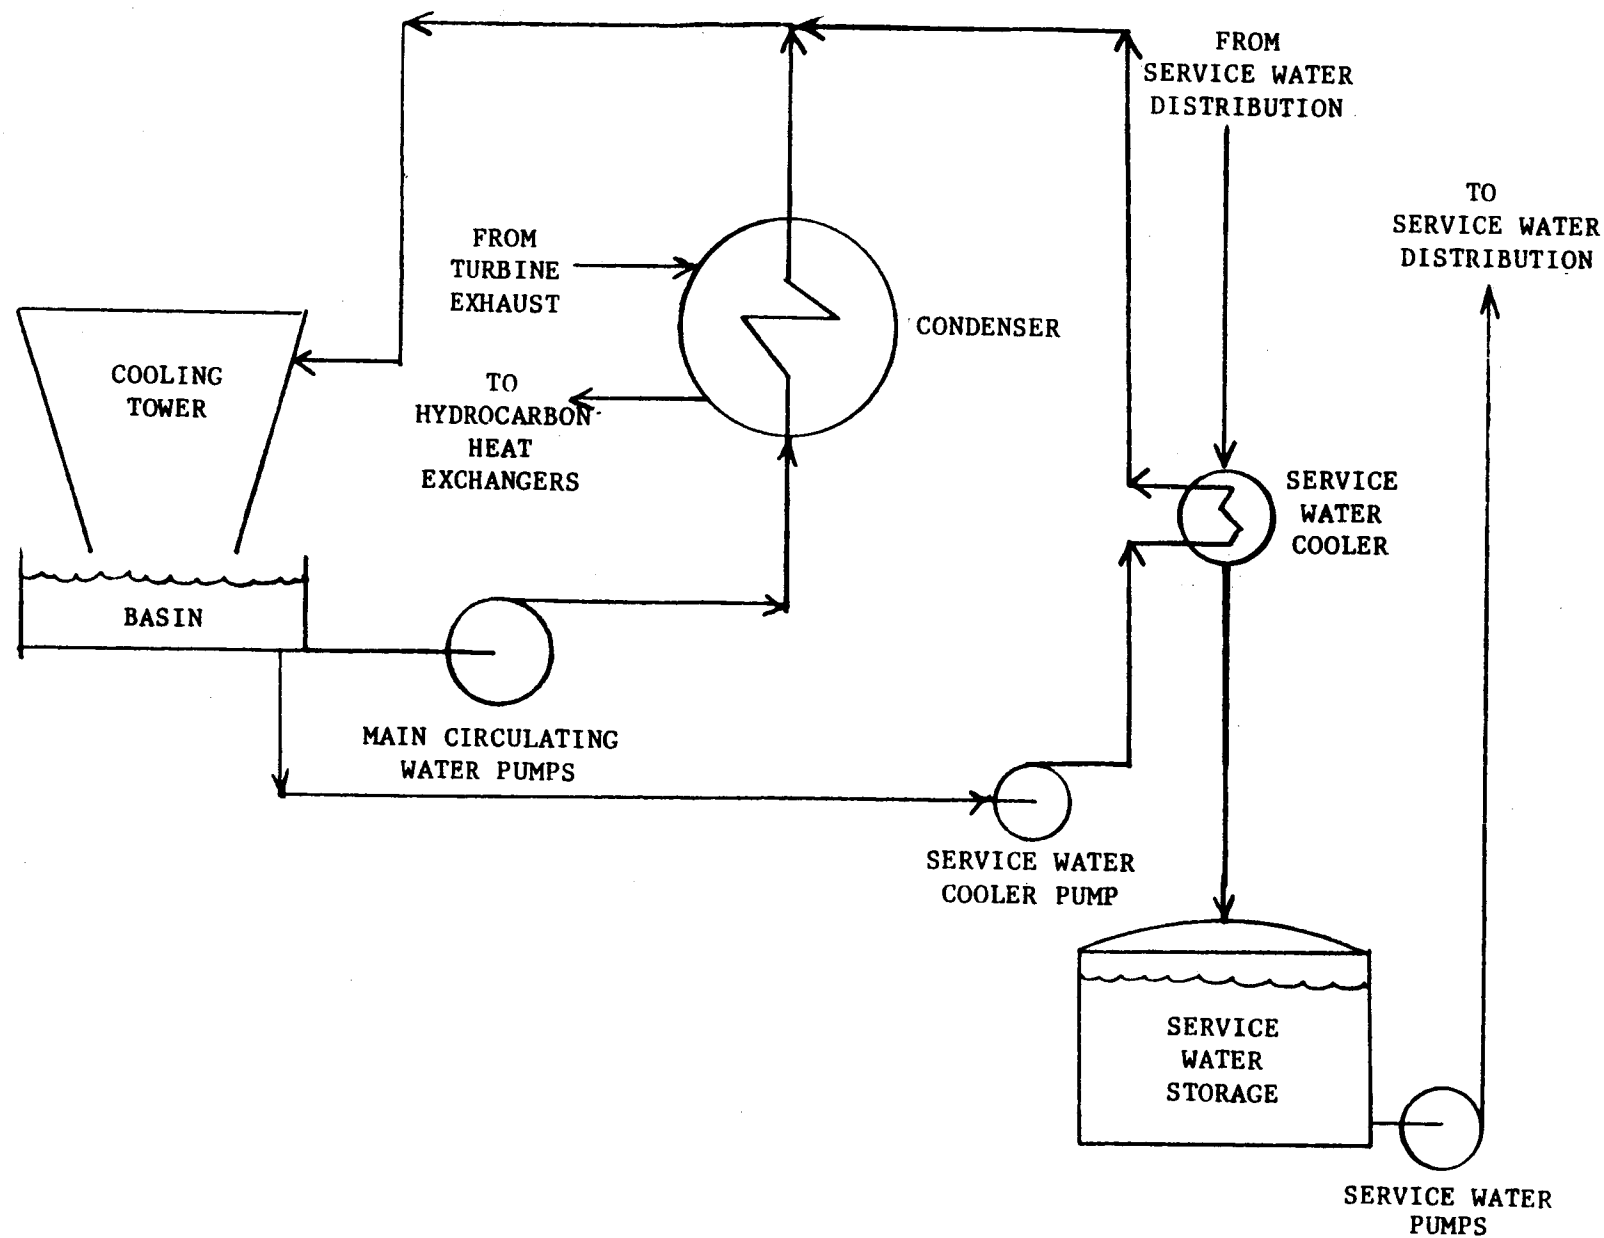 FROM
SERVICE WATER
DISTRIBUTION
TO
SERVICE WATER
DISTRIBUTION
FROM
TURBINE
EXHAUST
CONDENSER
COOLING
TOWER
TO
HYDROCARBON
HEAT
EXCHANGERS
SERVICE
WATER
COOLER
BASIN
MAIN CIRCULATING
WATER PUMPS
SERVICE WATER
COOLER PUMP
SERVICE
WATER
STORAGE
SERVICE WATER
PUMPS